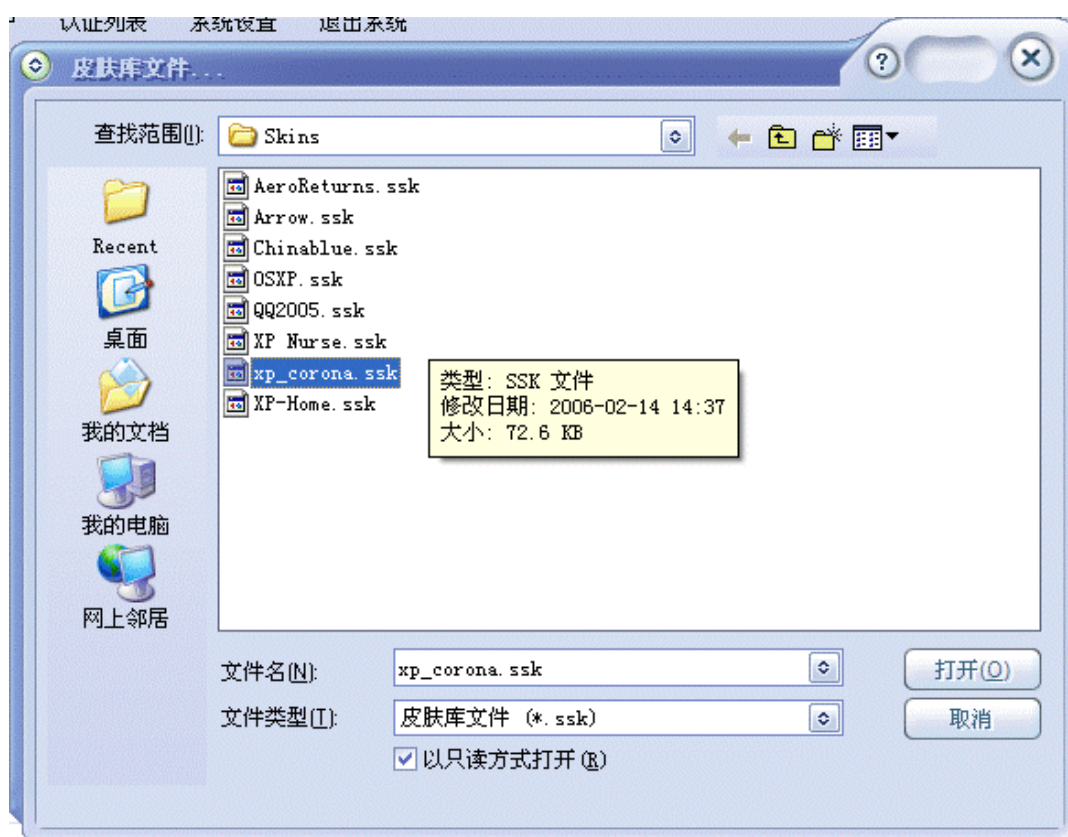 认证列表 系统设置 退出系统
皮肤库文件...
查找范围(I): Skins
AeroReturns.ssk
Arrow.ssk
Chinablue.ssk
OSXP.ssk
QQ2005.ssk
XP Nurse.ssk
xp_corona.ssk
XP-Home.ssk
类型: SSK 文件
修改日期: 2006-02-14 14:37
大小: 72.6 KB
Recent
桌面
我的文档
我的电脑
网上邻居
文件名(N): xp_corona.ssk 打开(O)
文件类型(T): 皮肤库文件 (*.ssk) 取消
以只读方式打开(R)